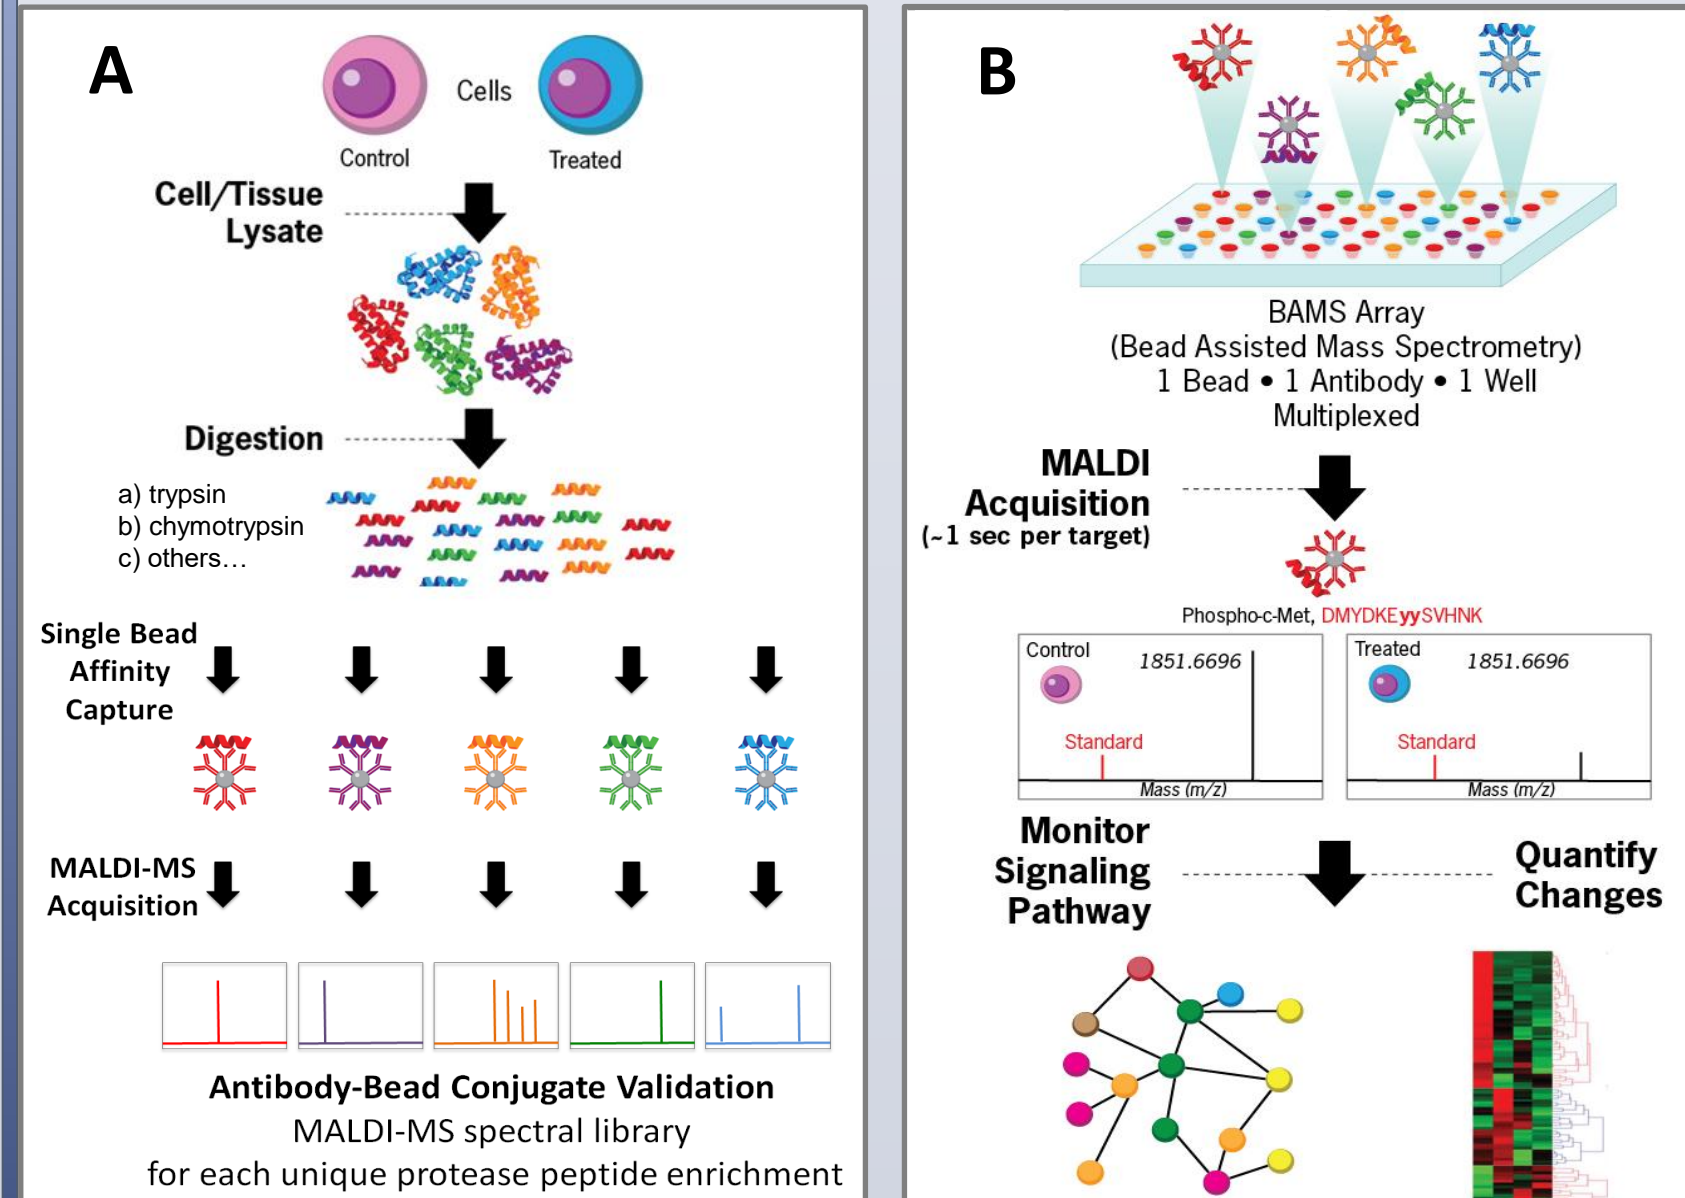 A
Cells
Control
Treated
Cell/Tissue
Lysate
Digestion
a) trypsin
b) chymotrypsin
c) others…
Single Bead
Affinity
Capture
MALDI-MS
Acquisition
Antibody-Bead Conjugate Validation
MALDI-MS spectral library
for each unique protease peptide enrichment
B
BAMS Array
(Bead Assisted Mass Spectrometry)
1 Bead • 1 Antibody • 1 Well
Multiplexed
MALDI
Acquisition
(~1 sec per target)
Phospho-c-Met, DMYDKEyySVHNK
Control
1851.6696
Standard
Mass (m/z)
Treated
1851.6696
Standard
Mass (m/z)
Monitor
Signaling
Pathway
Quantify
Changes